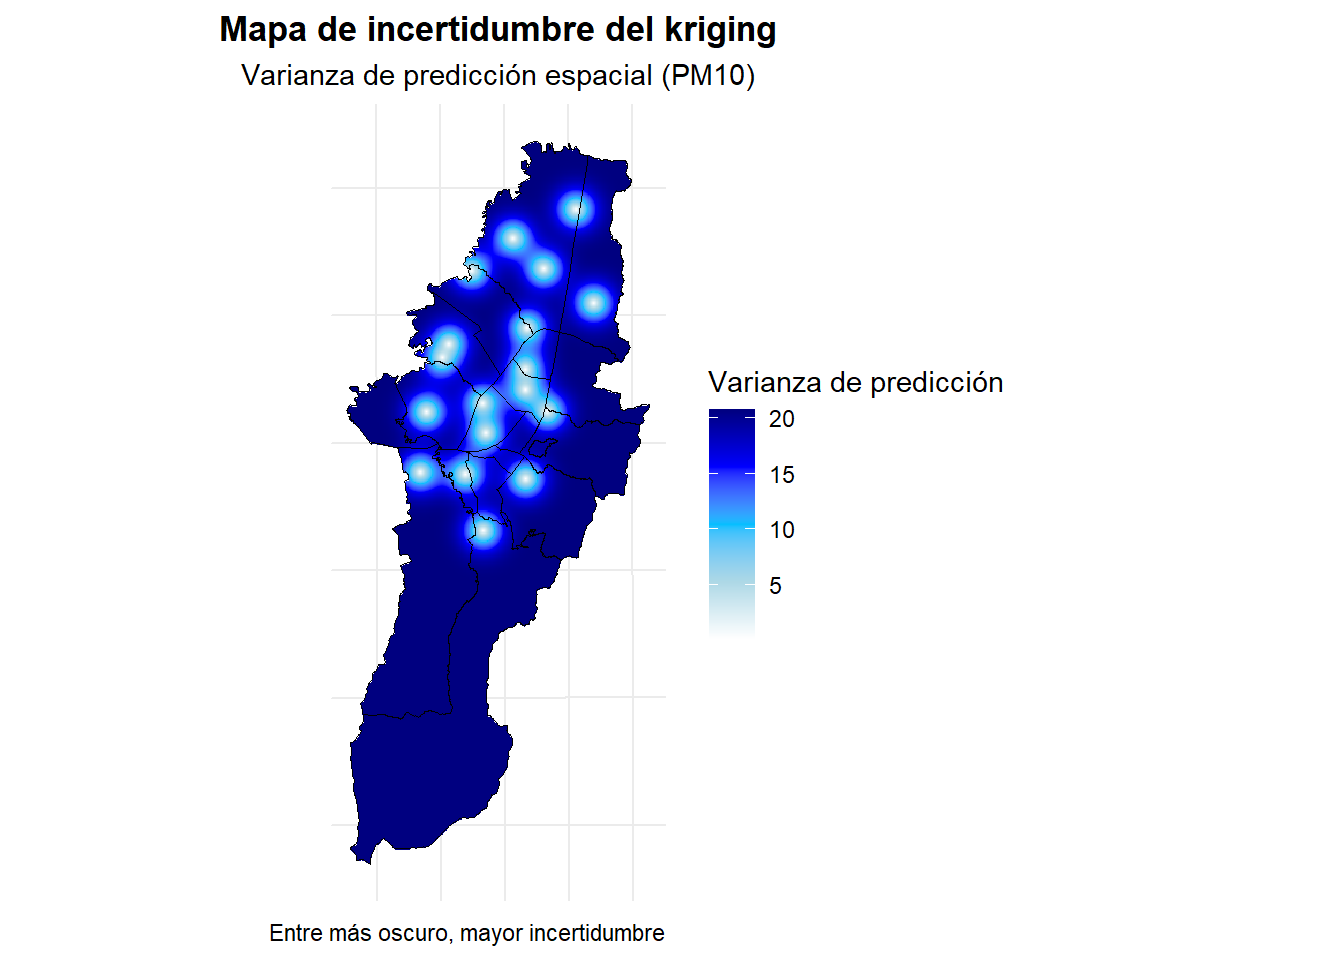 Mapa de incertidumbre del kriging
Varianza de predicción espacial (PM10)
Varianza de predicción
20
15
10
5
Entre más oscuro, mayor incertidumbre